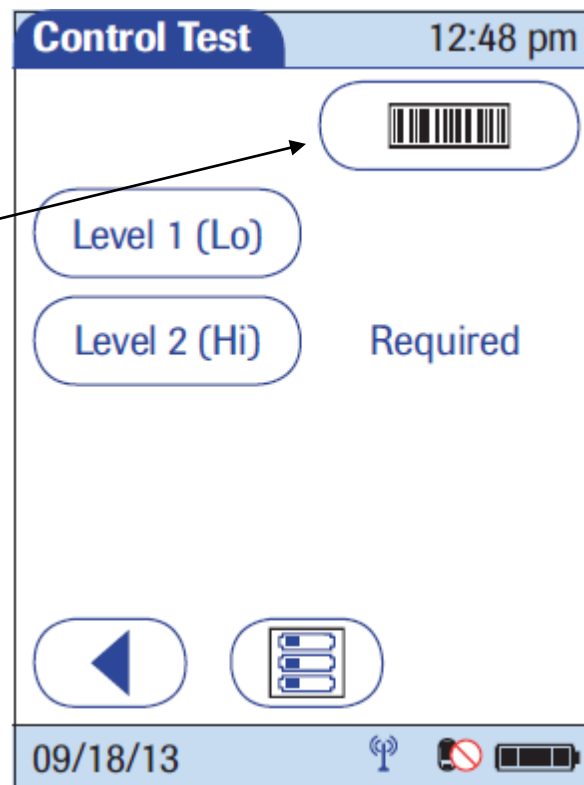 Control Test 12:48 pm
Level 1 (Lo)
Level 2 (Hi) Required
09/18/13